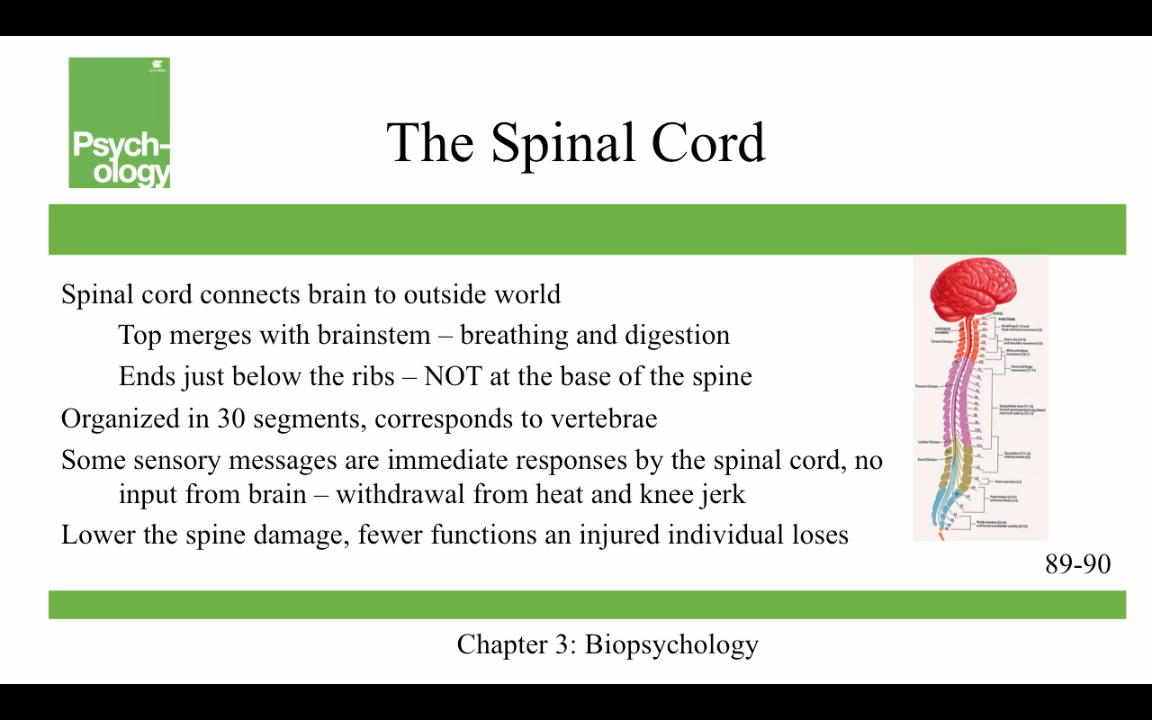 Psych-
ology
The Spinal Cord
Spinal cord connects brain to outside world
Top merges with brainstem – breathing and digestion
Ends just below the ribs – NOT at the base of the spine
Organized in 30 segments, corresponds to vertebrae
Some sensory messages are immediate responses by the spinal cord, no
input from brain – withdrawal from heat and knee jerk
Lower the spine damage, fewer functions an injured individual loses
89-90
Chapter 3: Biopsychology